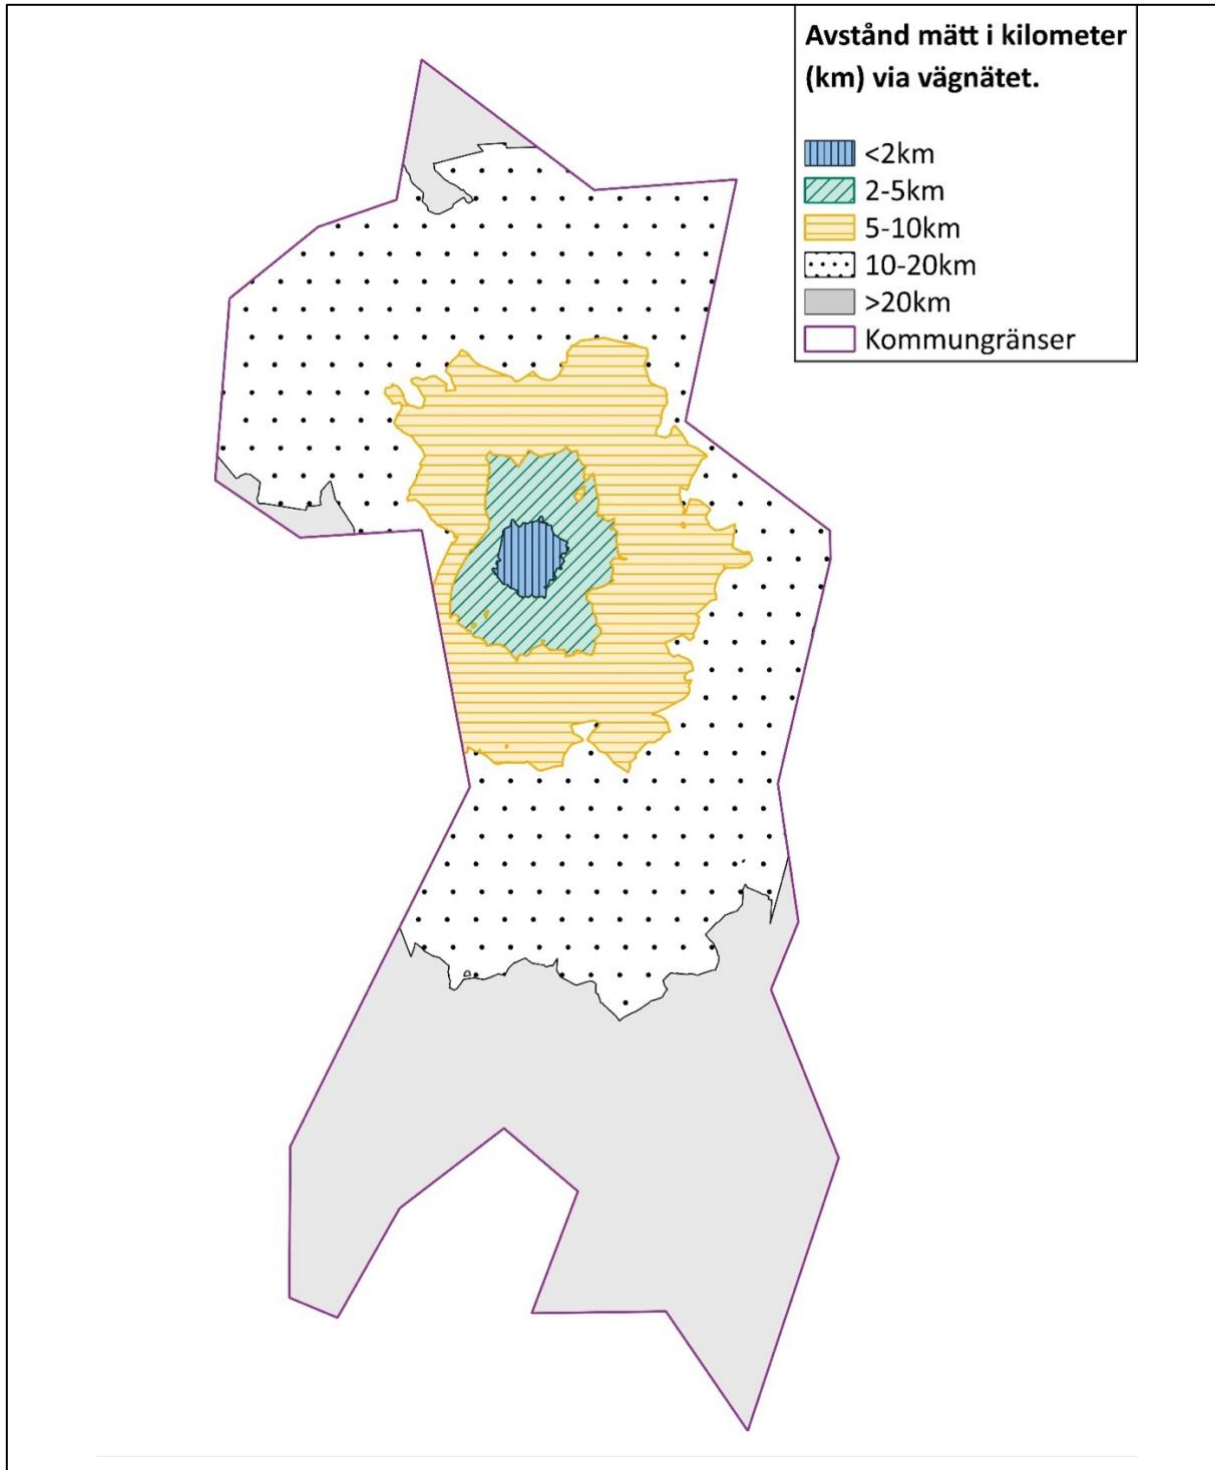 Avstånd mätt i kilometer
(km) via vägnätet.
<2km
2-5km
5-10km
10-20km
>20km
Kommungränser